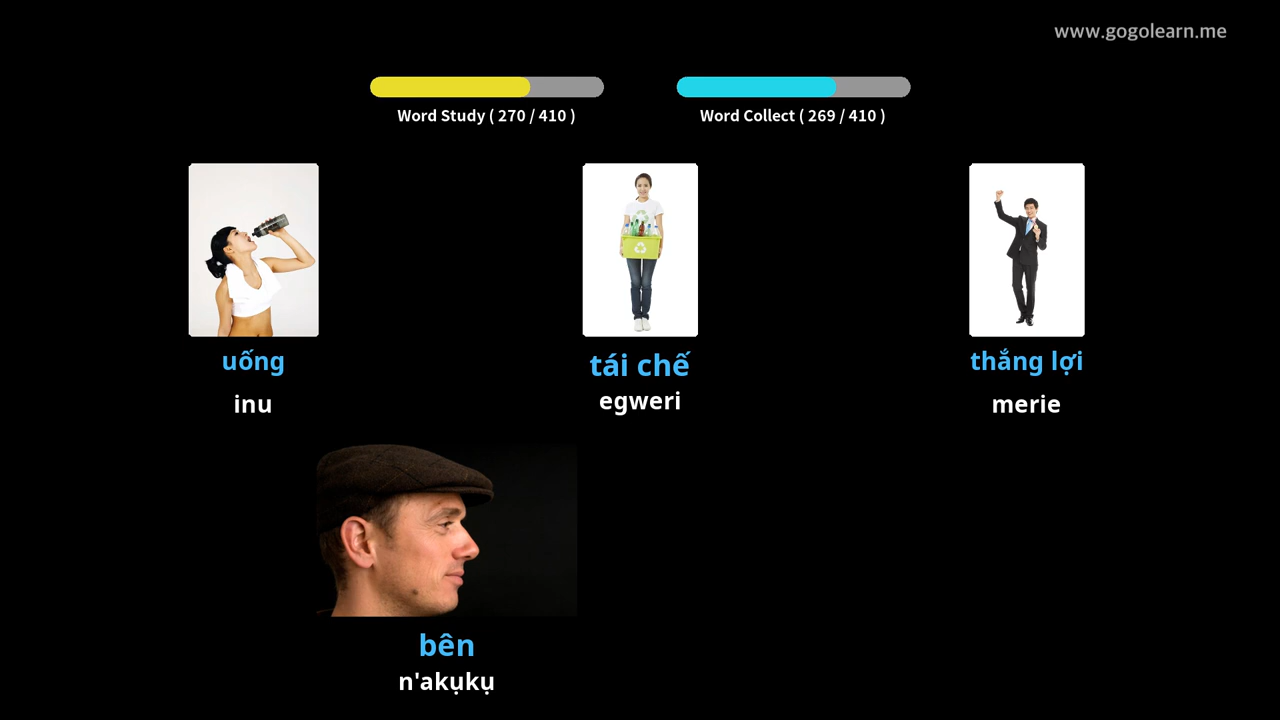 www.gogolearn.me
Word Study ( 270 / 410 )
Word Collect ( 269 / 410 )
uống
tái chế
thắng lợi
inu
egweri
merie
bên
n'akụkụ